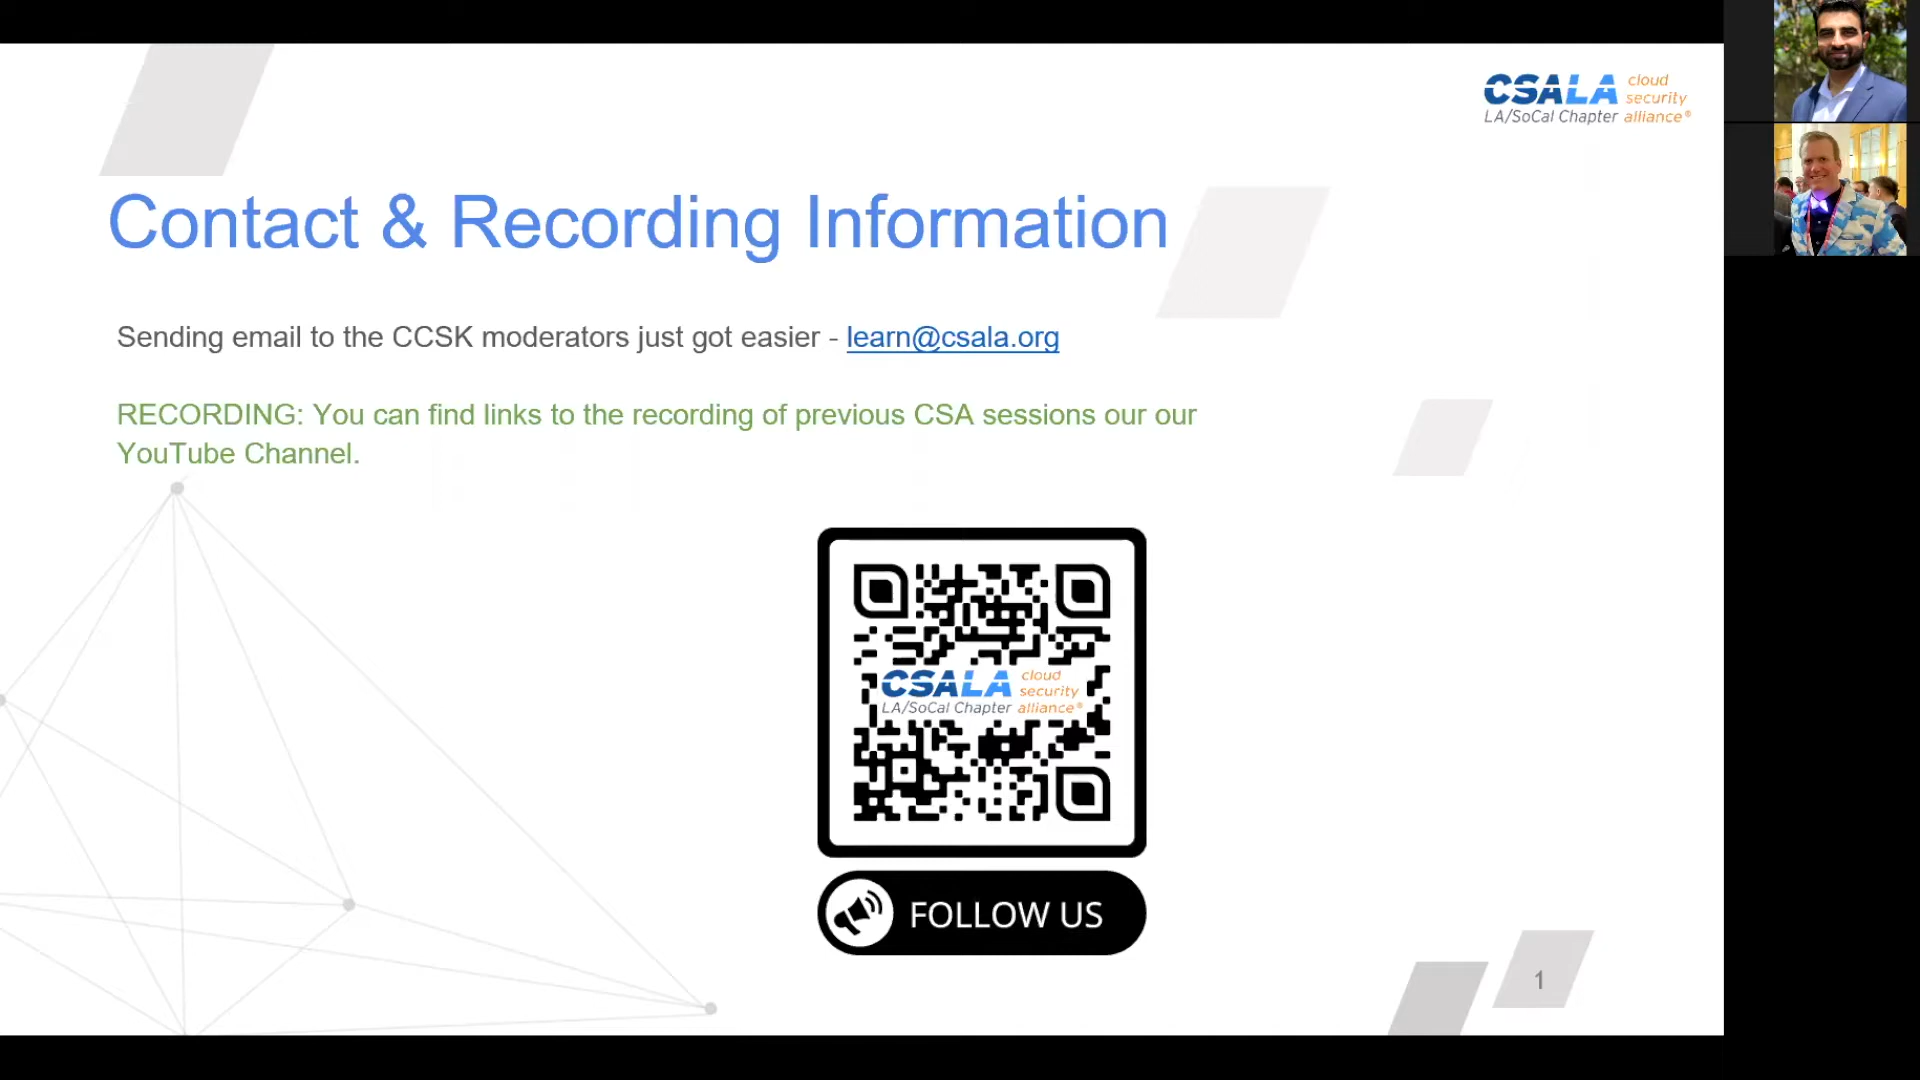 CSALA cloud security alliance®
LA/SoCal Chapter
Contact & Recording Information
Sending email to the CCSK moderators just got easier - learn@csala.org
RECORDING: You can find links to the recording of previous CSA sessions our our
YouTube Channel.
CSALA cloud security alliance®
LA/SoCal Chapter
FOLLOW US
1